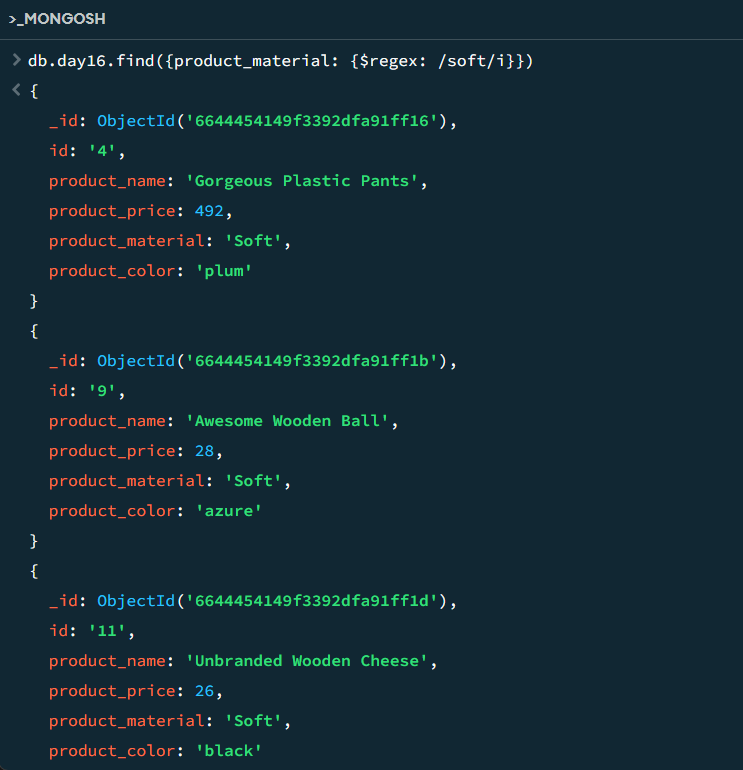 >_MONGOSH
> db.day16.find({product_material: {$regex: /soft/i}})
< {
_id: ObjectId('6644454149f3392dfa91ff16'),
id: '4',
product_name: 'Gorgeous Plastic Pants',
product_price: 492,
product_material: 'Soft',
product_color: 'plum'
}
{
_id: ObjectId('6644454149f3392dfa91ff1b'),
id: '9',
product_name: 'Awesome Wooden Ball',
product_price: 28,
product_material: 'Soft',
product_color: 'azure'
}
{
_id: ObjectId('6644454149f3392dfa91ff1d'),
id: '11',
product_name: 'Unbranded Wooden Cheese',
product_price: 26,
product_material: 'Soft',
product_color: 'black'